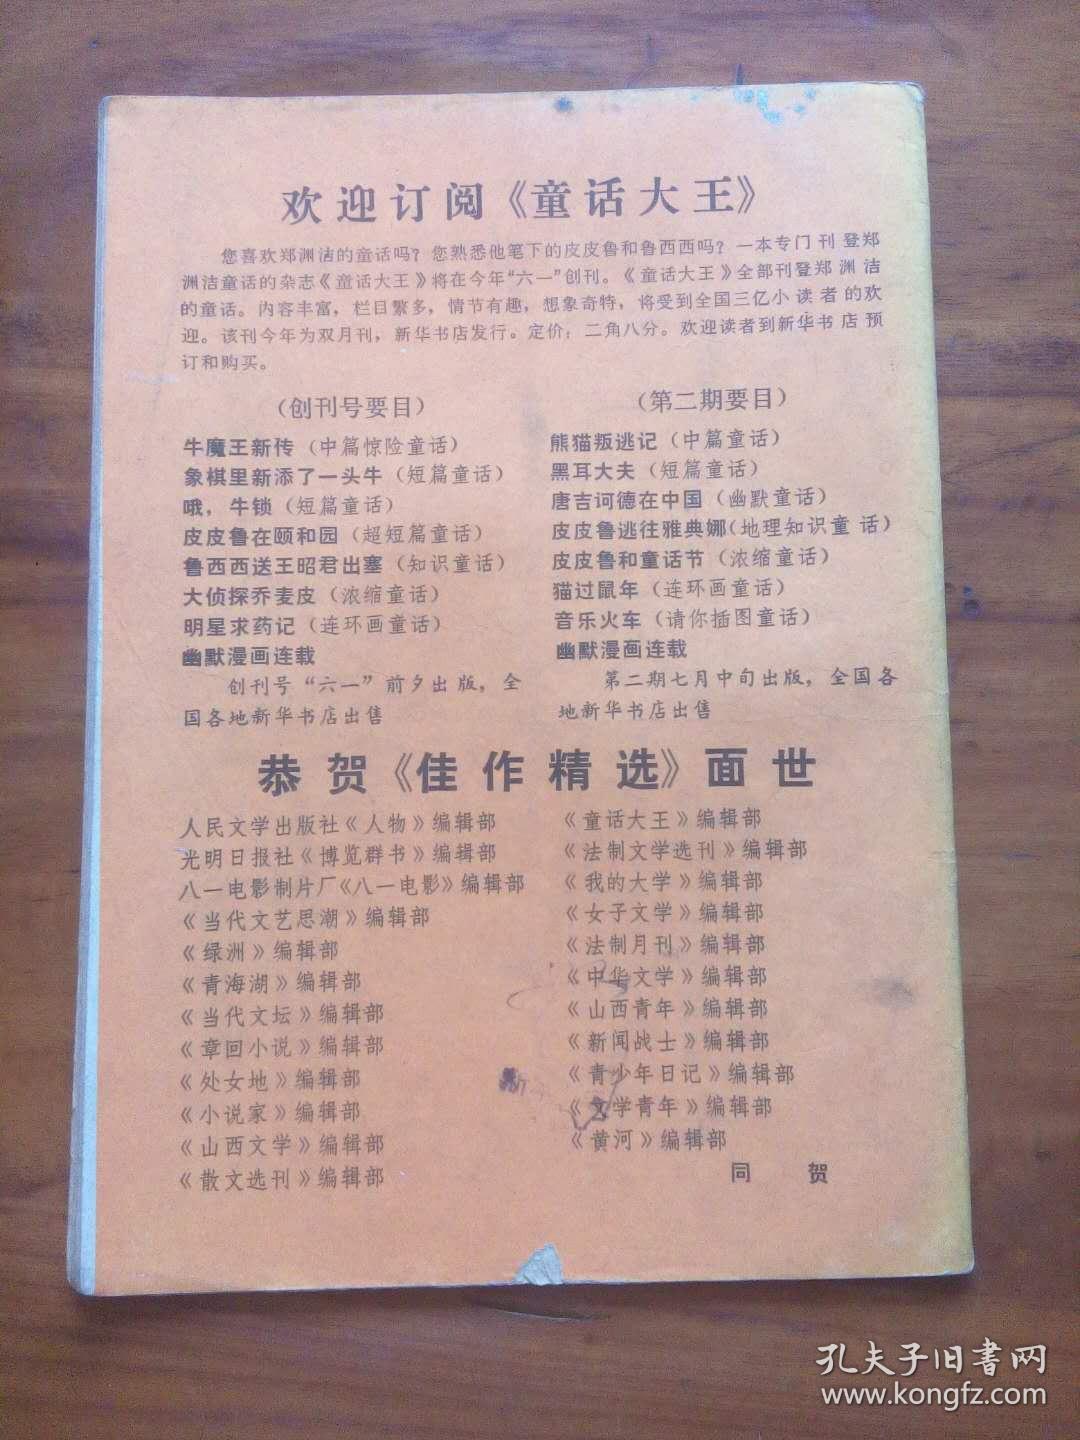 欢迎订阅《童话大王》
您喜欢郑渊洁的童话吗？您熟悉他笔下的皮皮鲁和鲁西西吗？一本专门刊登郑
渊洁童话的杂志《童话大王》将在今年“六一”创刊。《童话大王》全部刊登郑渊洁
的童话。内容丰富，栏目繁多，情节有趣，想象奇特，将受到全国三亿小读者的欢
迎。该刊今年为双月刊，新华书店发行。定价：二角八分。欢迎读者到新华书店预
订和购买。
（创刊号要目）
牛魔王新传（中篇惊险童话）
象棋里新添了一头牛（短篇童话）
哦，牛锁（短篇童话）
皮皮鲁在颐和园（超短篇童话）
鲁西西送王昭君出塞（知识童话）
大侦探乔麦皮（浓缩童话）
明星求药记（连环画童话）
幽默漫画连载
创刊号“六一”前夕出版，全
国各地新华书店出售
（第二期要目）
熊猫叛逃记（中篇童话）
黑耳大夫（短篇童话）
唐吉诃德在中国（幽默童话）
皮皮鲁逃往雅典娜（地理知识童话）
皮皮鲁和童话节（浓缩童话）
猫过鼠年（连环画童话）
音乐火车（请你插图童话）
幽默漫画连载
第二期七月中旬出版，全国各
地新华书店出售
恭贺《佳作精选》面世
人民文学出版社《人物》编辑部
光明日报社《博览群书》编辑部
八一电影制片厂《八一电影》编辑部
《当代文艺思潮》编辑部
《绿洲》编辑部
《青海湖》编辑部
《当代文坛》编辑部
《章回小说》编辑部
《处女地》编辑部
《小说家》编辑部
《山西文学》编辑部
《散文选刊》编辑部
《童话大王》编辑部
《法制文学选刊》编辑部
《我的大学》编辑部
《女子文学》编辑部
《法制月刊》编辑部
《中华文学》编辑部
《山西青年》编辑部
《新闻战士》编辑部
《青少年日记》编辑部
《文学青年》编辑部
《黄河》编辑部
同贺
孔夫子旧书网
www.kongfz.com